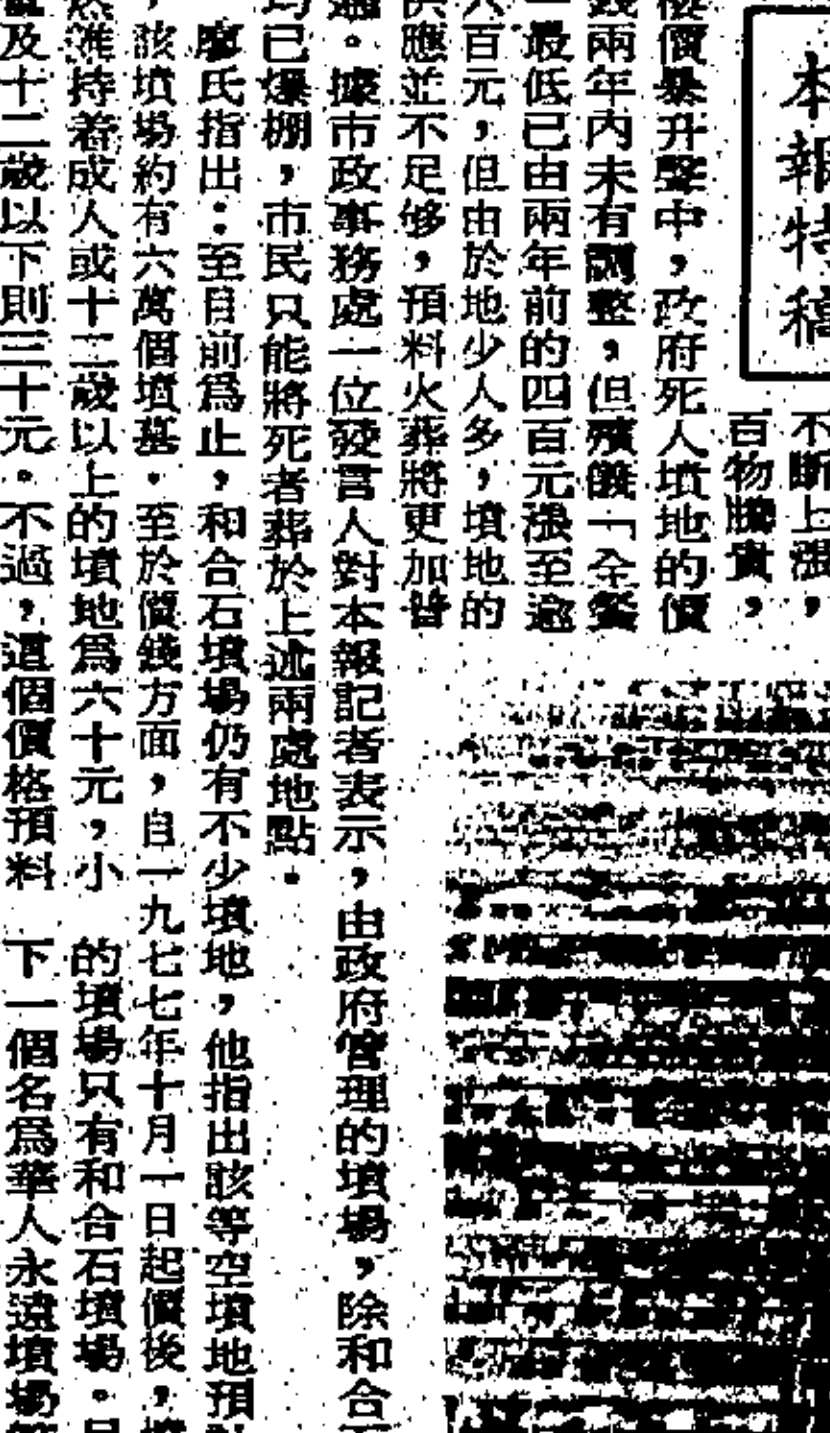 本報特稿
不斷上漲，
百物騰貴，
樓價暴升聲中，政府死人墳地的價
錢兩年內未有調整，但殯儀「全餐
」最低已由兩年前的四百元漲至逾
六百元，但由於地少人多，墳地的
供應並不足够，預料火葬將更加普
遍。據市政事務處一位發言人對本報記者表示，由政府管理的墳場，除和合
均已爆棚，市民只能將死者葬於上述兩處地點．
廖氏指出：至目前爲止，和合石墳場仍有不少墳地，他指出該等空墳地預
，該墳場約有六萬個墳墓．至於價錢方面，自一九七七年十月一日起價後，
然維持着成人或十二歲以上的墳地爲六十元，小
及十二歲以下則三十元。不過，這個價格預料
的墳場只有和合石墳場。
下一個名爲華人永遠墳場